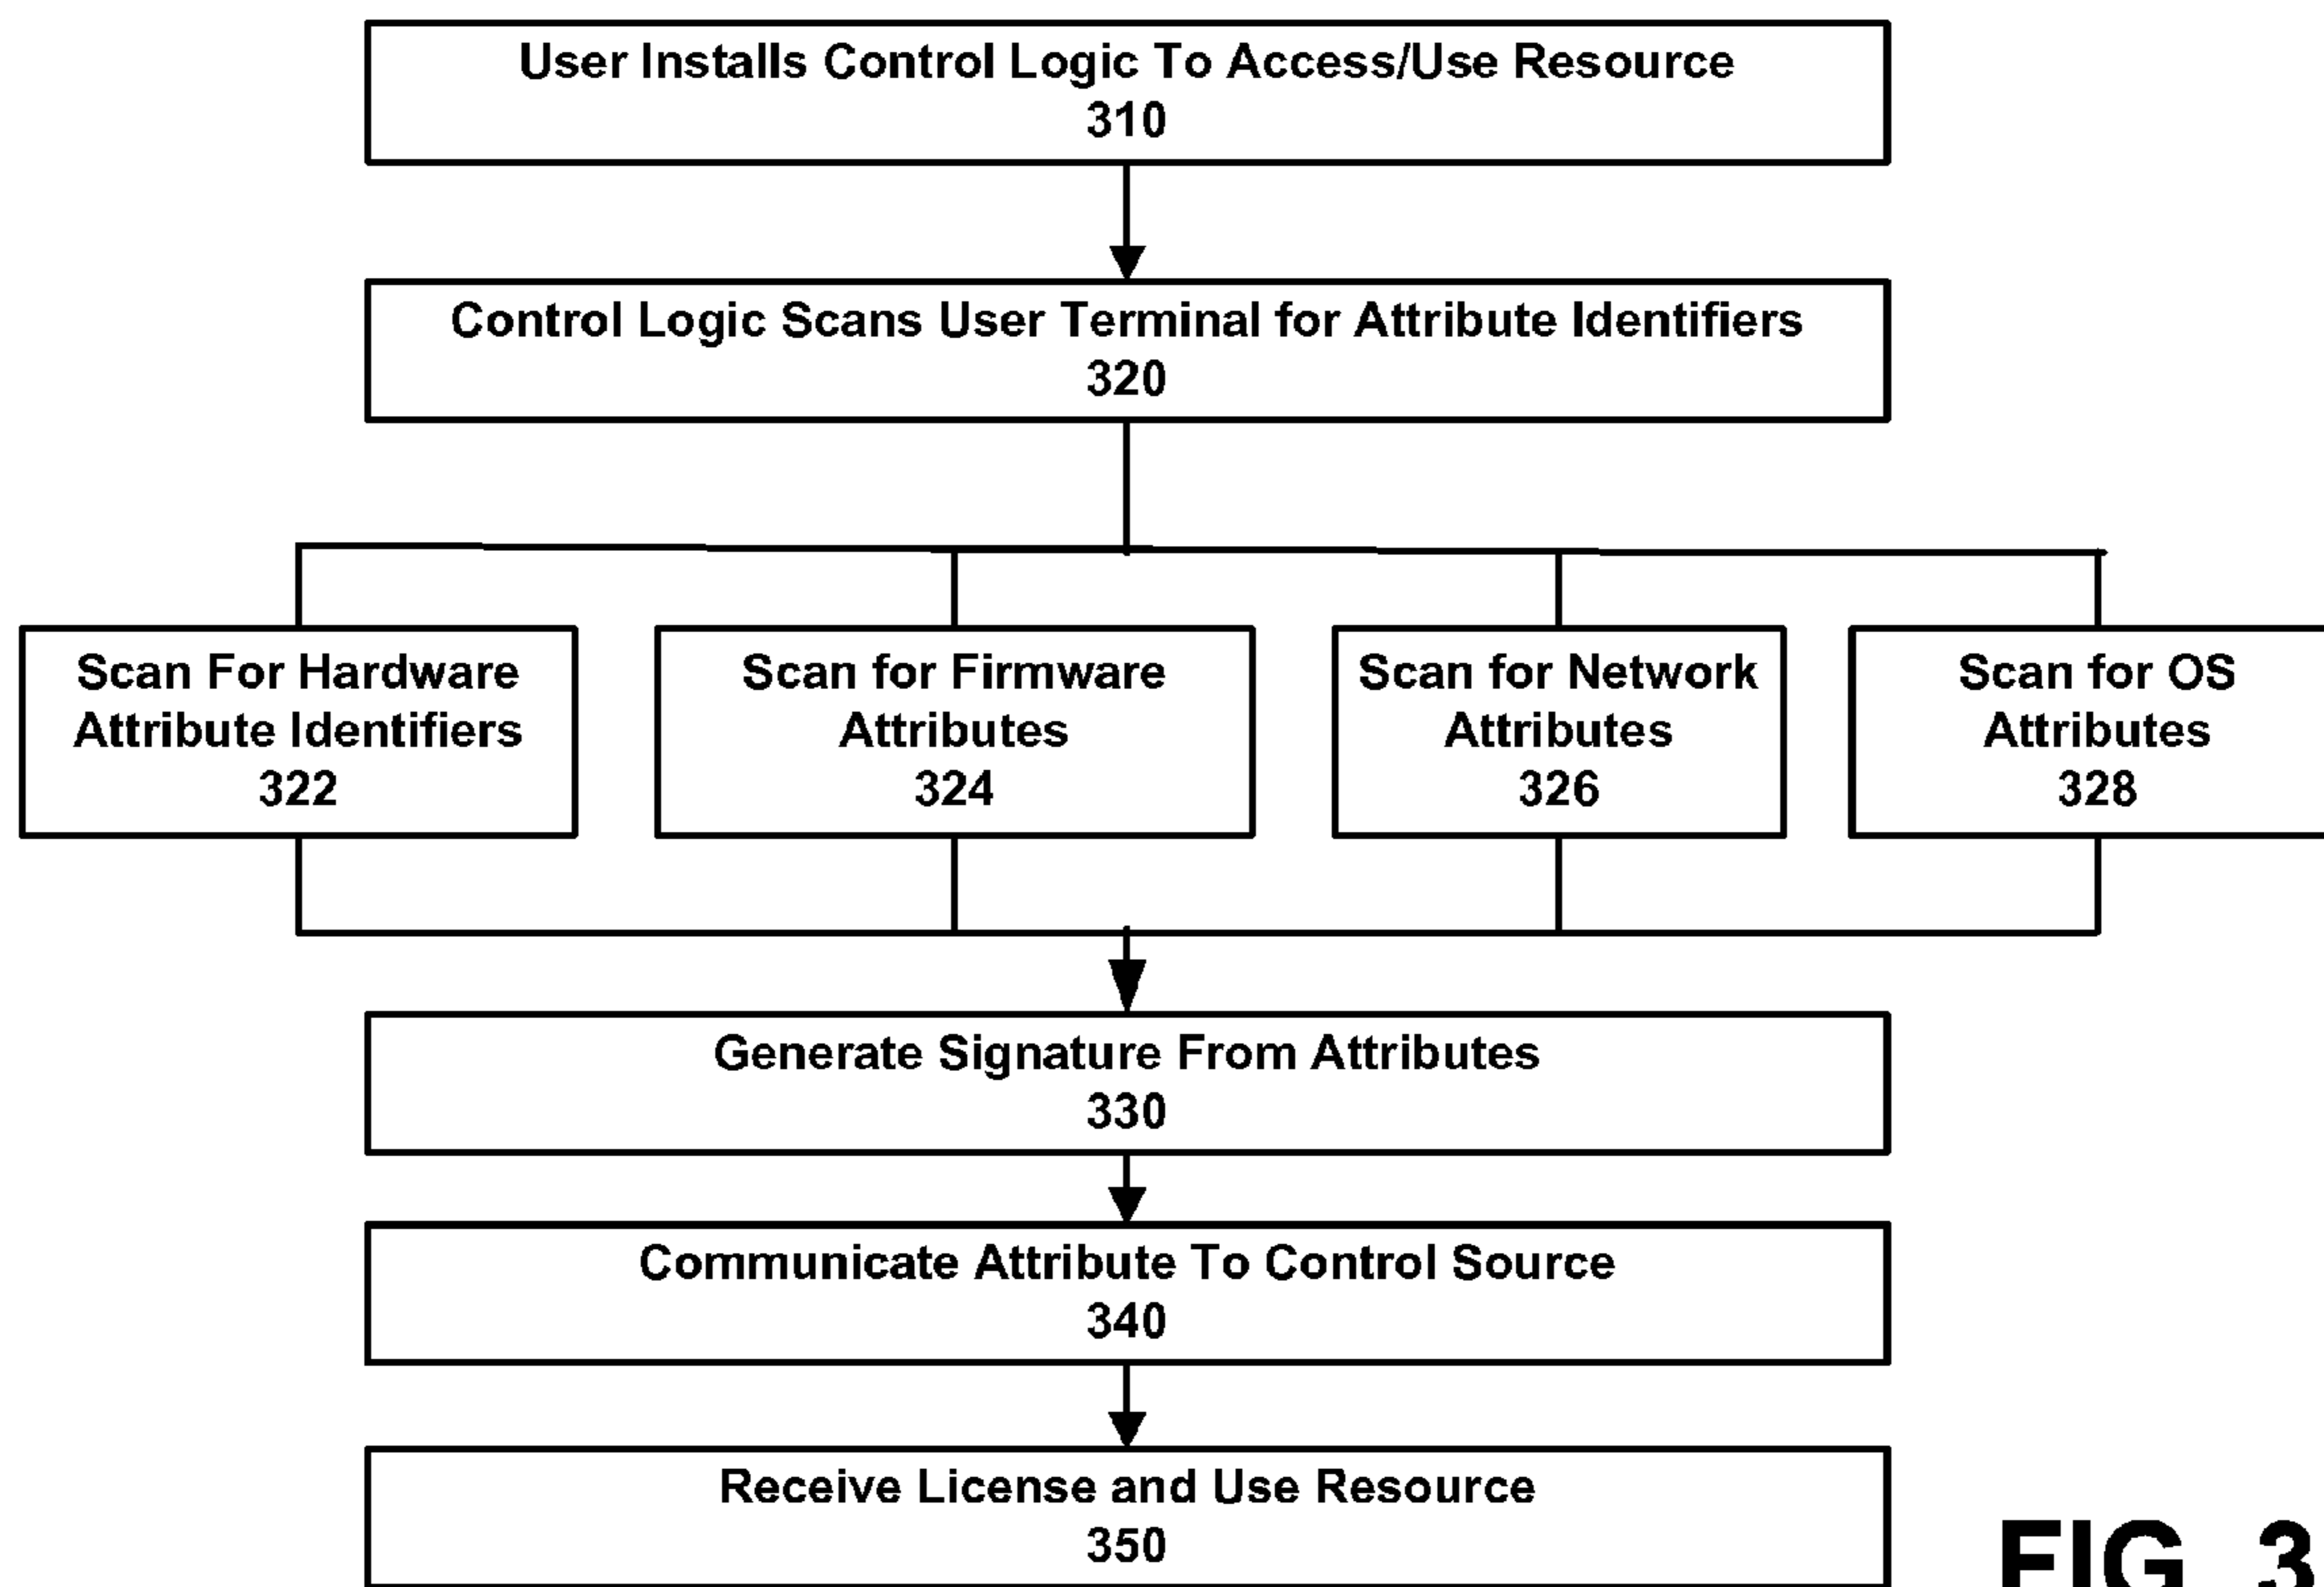 User Installs Control Logic To Access/Use Resource
310
Control Logic Scans User Terminal for Attribute Identifiers
320
Scan For Hardware
Attribute Identifiers
322
Scan for Firmware
Attributes
324
Scan for Network
Attributes
326
Scan for OS
Attributes
328
Generate Signature From Attributes
330
Communicate Attribute To Control Source
340
Receive License and Use Resource
350
FIG. 3